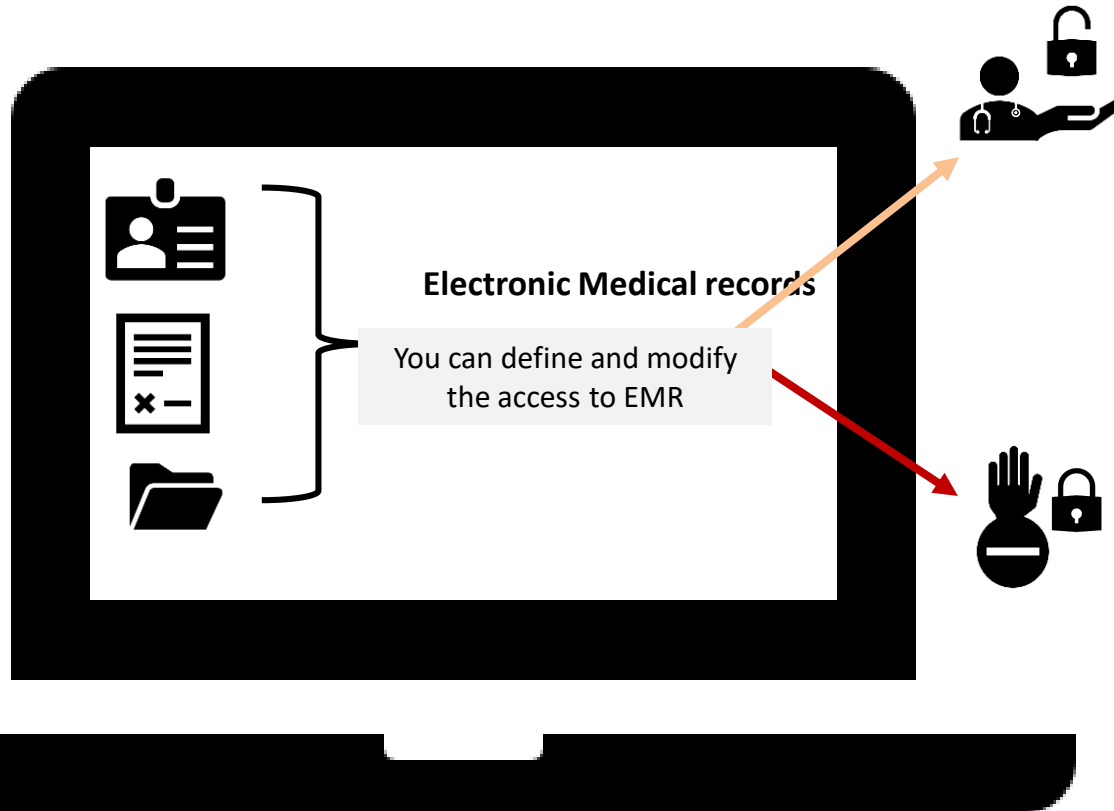 Electronic Medical records
You can define and modify
the access to EMR